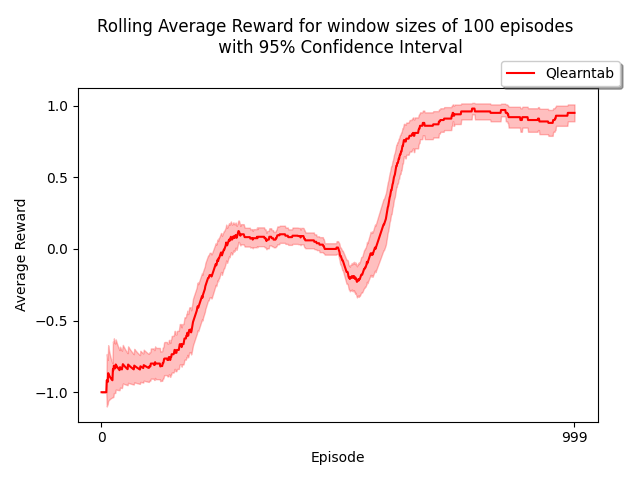 Rolling Average Reward for window sizes of 100 episodes
with 95% Confidence Interval
Qlearntab
1.0
0.5
0.0
−0.5
−1.0
Average Reward
0
999
Episode